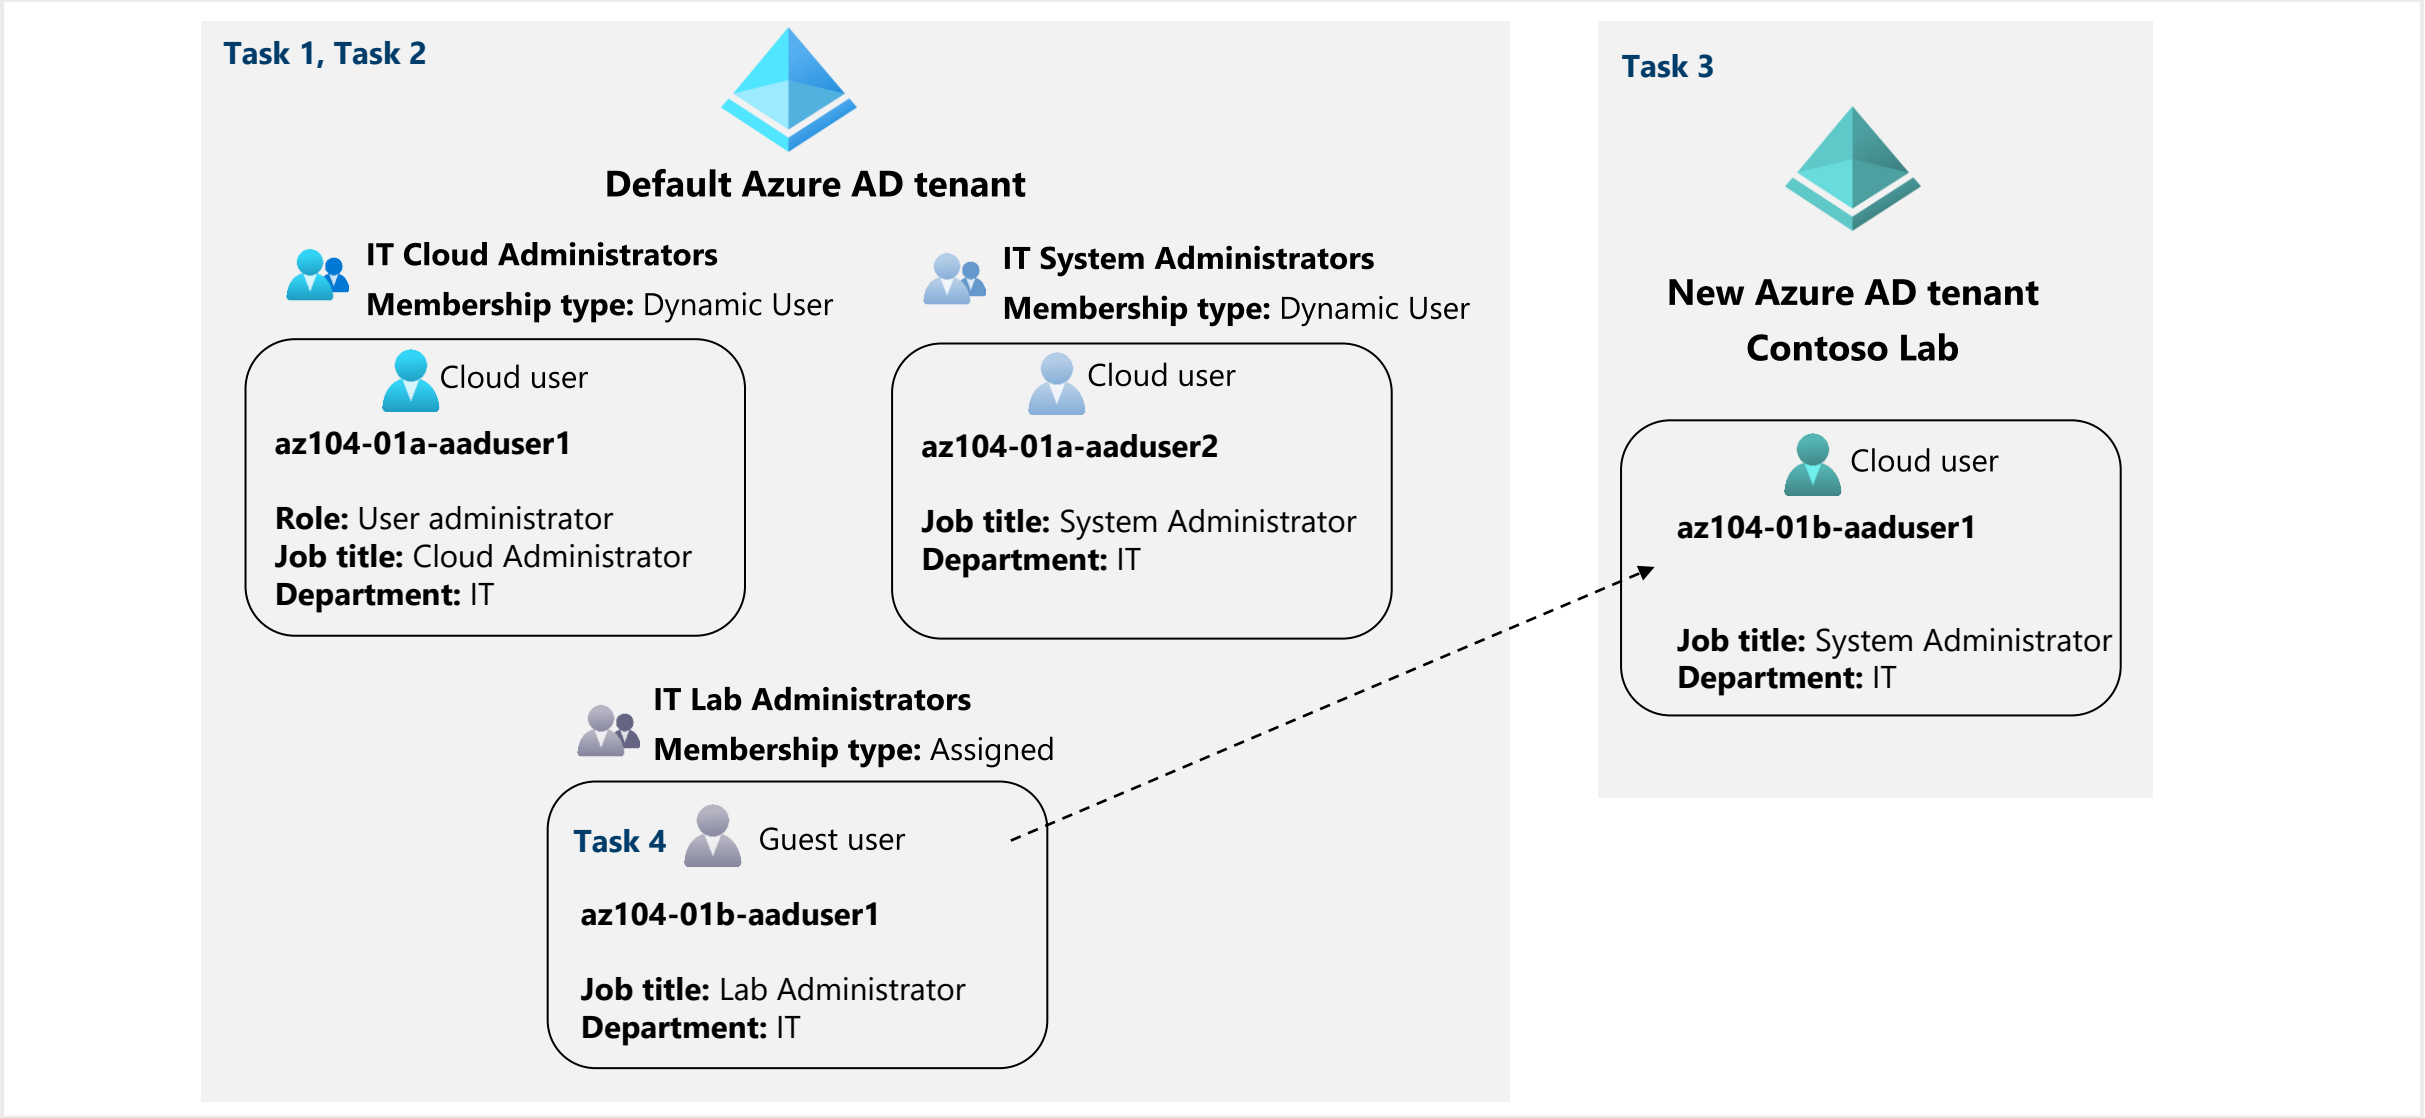 Task 1, Task 2
Default Azure AD tenant
IT Cloud Administrators
Membership type: Dynamic User
Cloud user
az104-01a-aaduser1
Role: User administrator
Job title: Cloud Administrator
Department: IT
IT System Administrators
Membership type: Dynamic User
Cloud user
az104-01a-aaduser2
Job title: System Administrator
Department: IT
IT Lab Administrators
Membership type: Assigned
Task 4
Guest user
az104-01b-aaduser1
Job title: Lab Administrator
Department: IT
Task 3
New Azure AD tenant
Contoso Lab
Cloud user
az104-01b-aaduser1
Job title: System Administrator
Department: IT